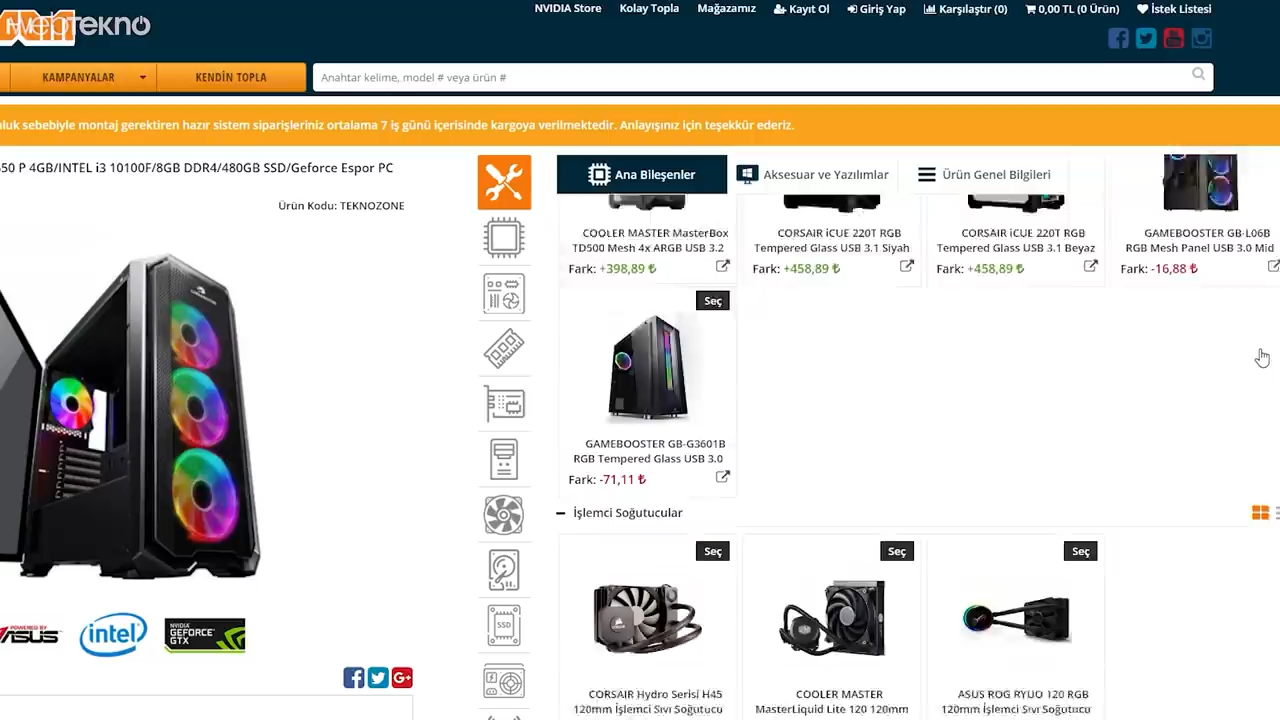 webtekno
NVIDIA Store
Kolay Topla
Mağazamız
Kayıt Ol
Giriş Yap
Karşılaştır (0)
0,00 TL (0 Ürün)
İstek Listesi
KAMPANYALAR
KENDİN TOPLA
Anahtar kelime, model # veya ürün #
luk sebebiyle montaj gerektiren hazır sistem siparişleriniz ortalama 7 iş günü içerisinde kargoya verilmektedir. Anlayışınız için teşekkür ederiz.
50 P 4GB/INTEL i3 10100F/8GB DDR4/480GB SSD/Geforce Espor PC
Ürün Kodu: TEKNOZONE
Ana Bileşenler
Aksesuar ve Yazılımlar
Ürün Genel Bilgileri
COOLER MASTER MasterBox
TD500 Mesh 4x ARGB USB 3.2
Fark: +398,89 ₺
CORSAIR iCUE 220T RGB
Tempered Glass USB 3.1 Siyah
Fark: +458,89 ₺
CORSAIR iCUE 220T RGB
Tempered Glass USB 3.1 Beyaz
Fark: +458,89 ₺
GAMEBOOSTER GB-L06B
RGB Mesh Panel USB 3.0 Mid
Fark: -16,88 ₺
Seç
GAMEBOOSTER GB-G3601B
RGB Tempered Glass USB 3.0
Fark: -71,11 ₺
İşlemci Soğutucular
Seç
Seç
Seç
CORSAIR Hydro Serisi H45
120mm İşlemci Sıvı Soğutucu
COOLER MASTER
MasterLiquid Lite 120 120mm
ASUS ROG RYUO 120 RGB
120mm İşlemci Sıvı Soğutucu
SSD
POWERED BY
ASUS
intel
NVIDIA
GEFORCE
GTX